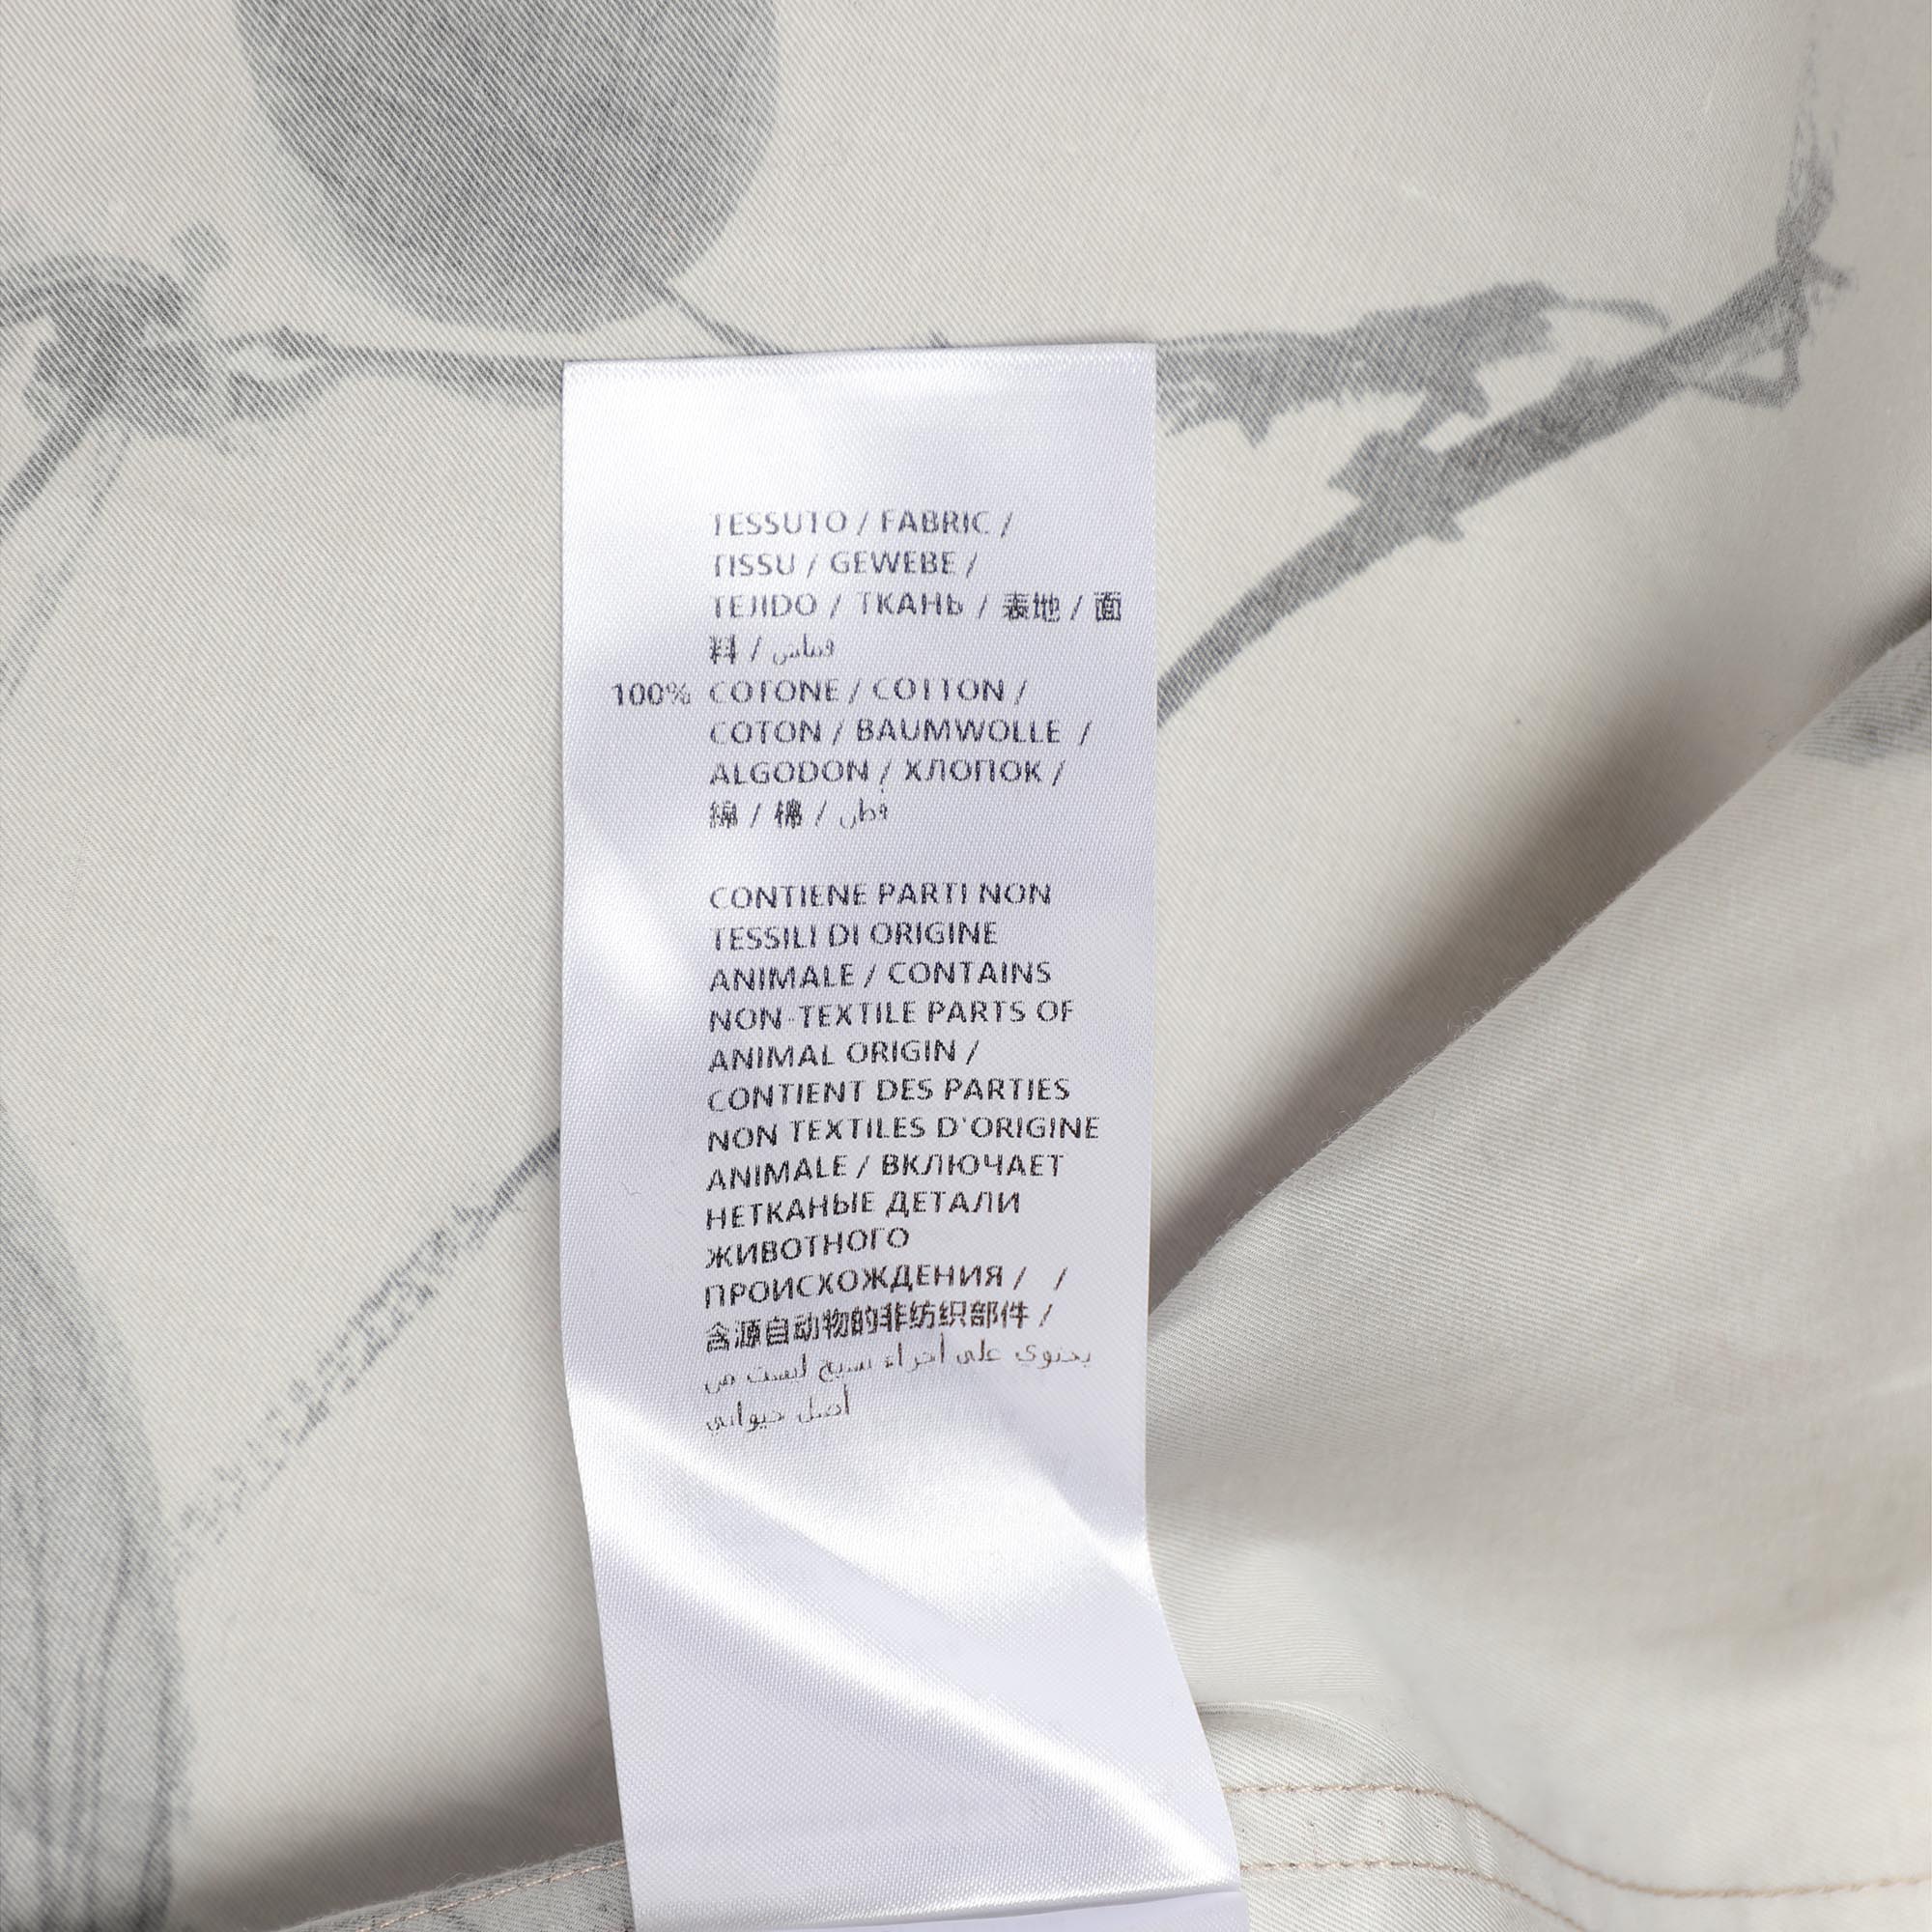 TESSUTO / FABRIC /
TISSU / GEWEBE /
TEJIDO / ТКАНЬ / 表地 / 面
料 / قماش
100% COTONE / COTTON /
COTON / BAUMWOLLE /
ALGODON / ХЛОПОК /
綿 / 棉 / قطن
CONTIENE PARTI NON
TESSILI DI ORIGINE
ANIMALE / CONTAINS
NON-TEXTILE PARTS OF
ANIMAL ORIGIN /
CONTIENT DES PARTIES
NON TEXTILES D'ORIGINE
ANIMALE / ВКЛЮЧАЕТ
НЕТКАНЫЕ ДЕТАЛИ
ЖИВОТНОГО
ПРОИСХОЖДЕНИЯ / /
含源自动物的非纺织部件 /
يحتوي على أجزاء نسيج ليست من
أصل حيواني